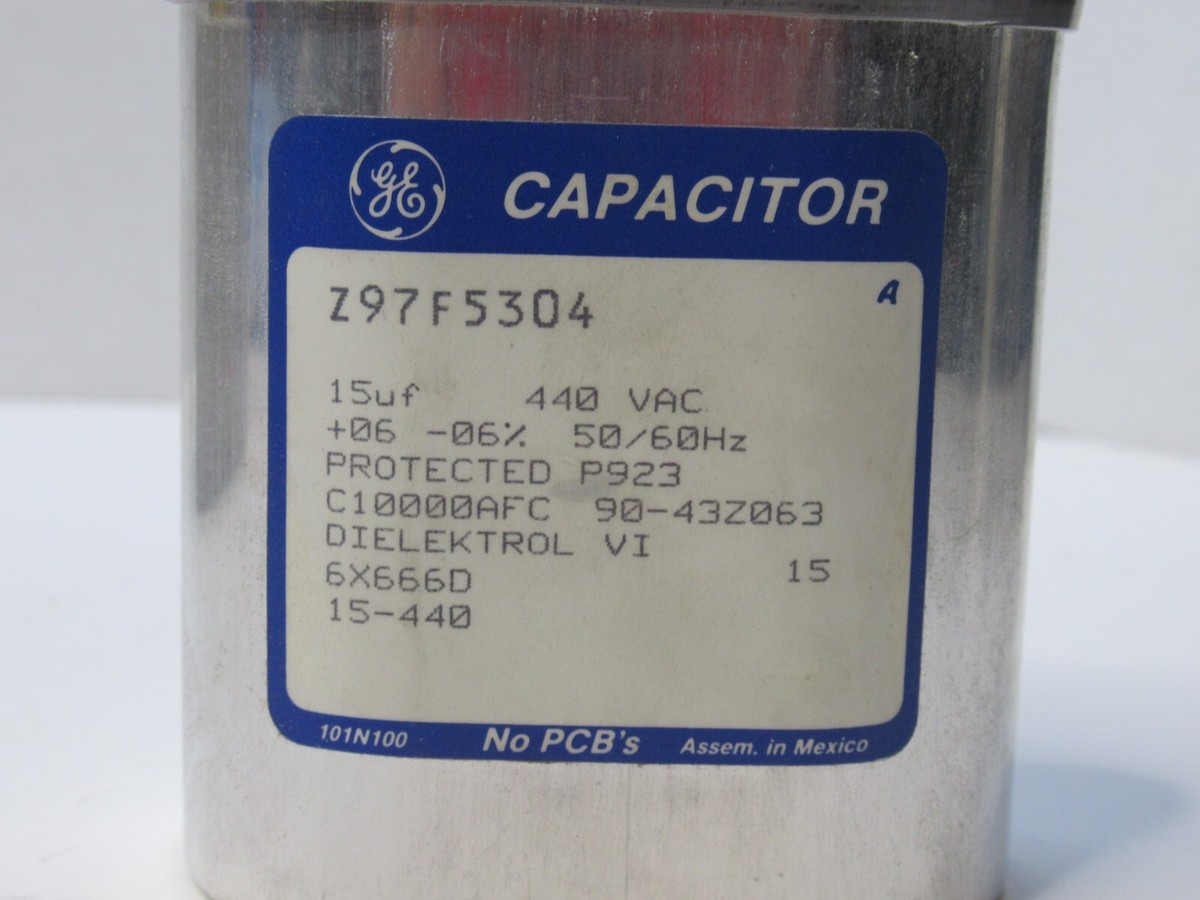 GE CAPACITOR
A
Z97F5304
15uf 440 VAC
+06 -06% 50/60Hz
PROTECTED P923
C10000AFC 90-43Z063
DIELEKTROL VI
15
6X666D
15-440
101N100 No PCB's Assem. in Mexico